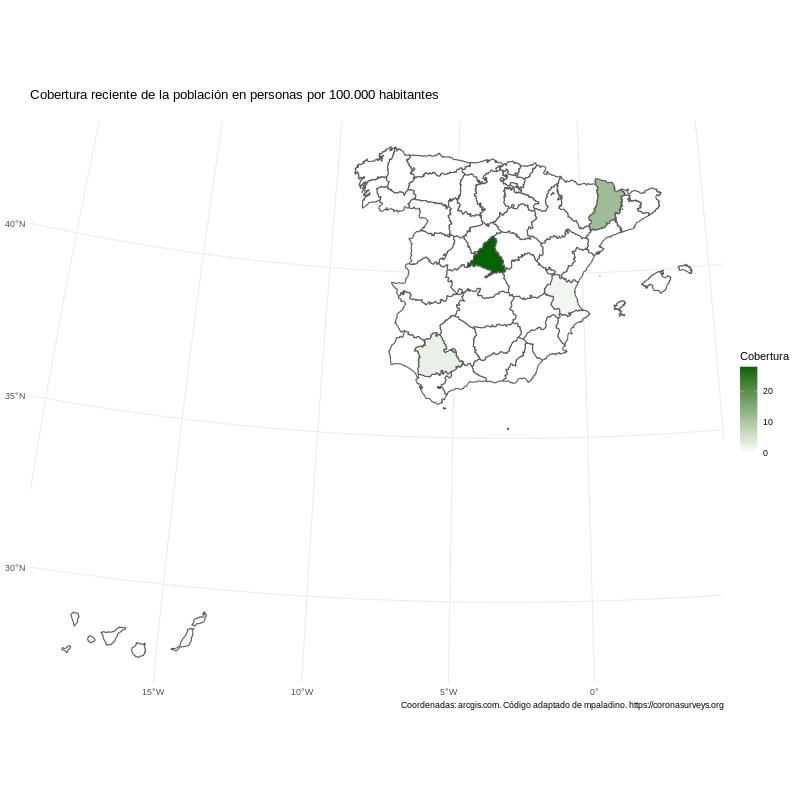 Cobertura reciente de la población en personas por 100.000 habitantes
40°N
35°N
30°N
15°W
10°W
5°W
0°
Cobertura
20
10
0
Coordenadas: arcgis.com. Código adaptado de mpaladino. https://coronasurveys.org